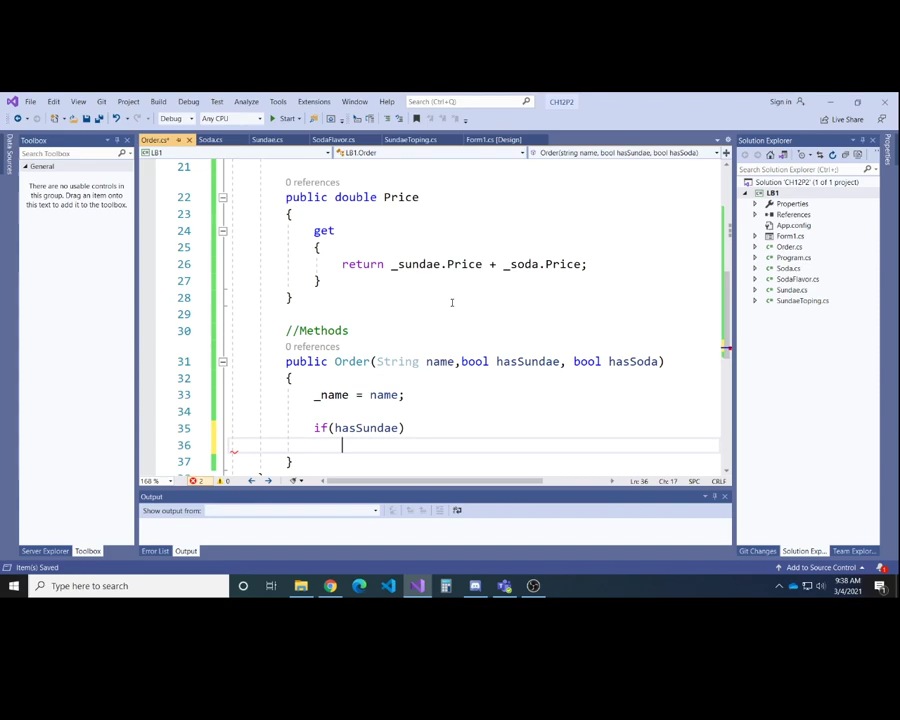 File Edit View Git Project Build Debug Test Analyze Tools Extensions Window Help Search (Ctrl+Q) CH12P2 Sign in
Debug Any CPU Start Live Share
Toolbox Order.cs* Soda.cs Sundae.cs SodaFlavor.cs SundaeToping.cs Form1.cs [Design] Solution Explorer
Search Toolbox LB1 LB1.Order Order(string name, bool hasSundae, bool hasSoda)
General
There are no usable controls in
this group. Drag an item onto
this text to add it to the toolbox.
Data Sources
21
0 references
22 public double Price
23 {
24 get
25 {
26 return _sundae.Price + _soda.Price;
27 }
28 }
29
30 //Methods
0 references
31 public Order(String name,bool hasSundae, bool hasSoda)
32 {
33 _name = name;
34
35 if(hasSundae)
36
37 }
168 % 2 0 Ln: 36 Ch: 17 SPC CRLF
Output
Show output from:
Error List Output
Server Explorer Toolbox
Search Solution Explorer (Ctrl+;)
Solution 'CH12P2' (1 of 1 project)
LB1
Properties
References
App.config
Form1.cs
Order.cs
Program.cs
Soda.cs
SodaFlavor.cs
Sundae.cs
SundaeToping.cs
Properties
Git Changes Solution Exp... Team Explor...
Item(s) Saved Add to Source Control 1
Type here to search
9:38 AM
3/4/2021
1